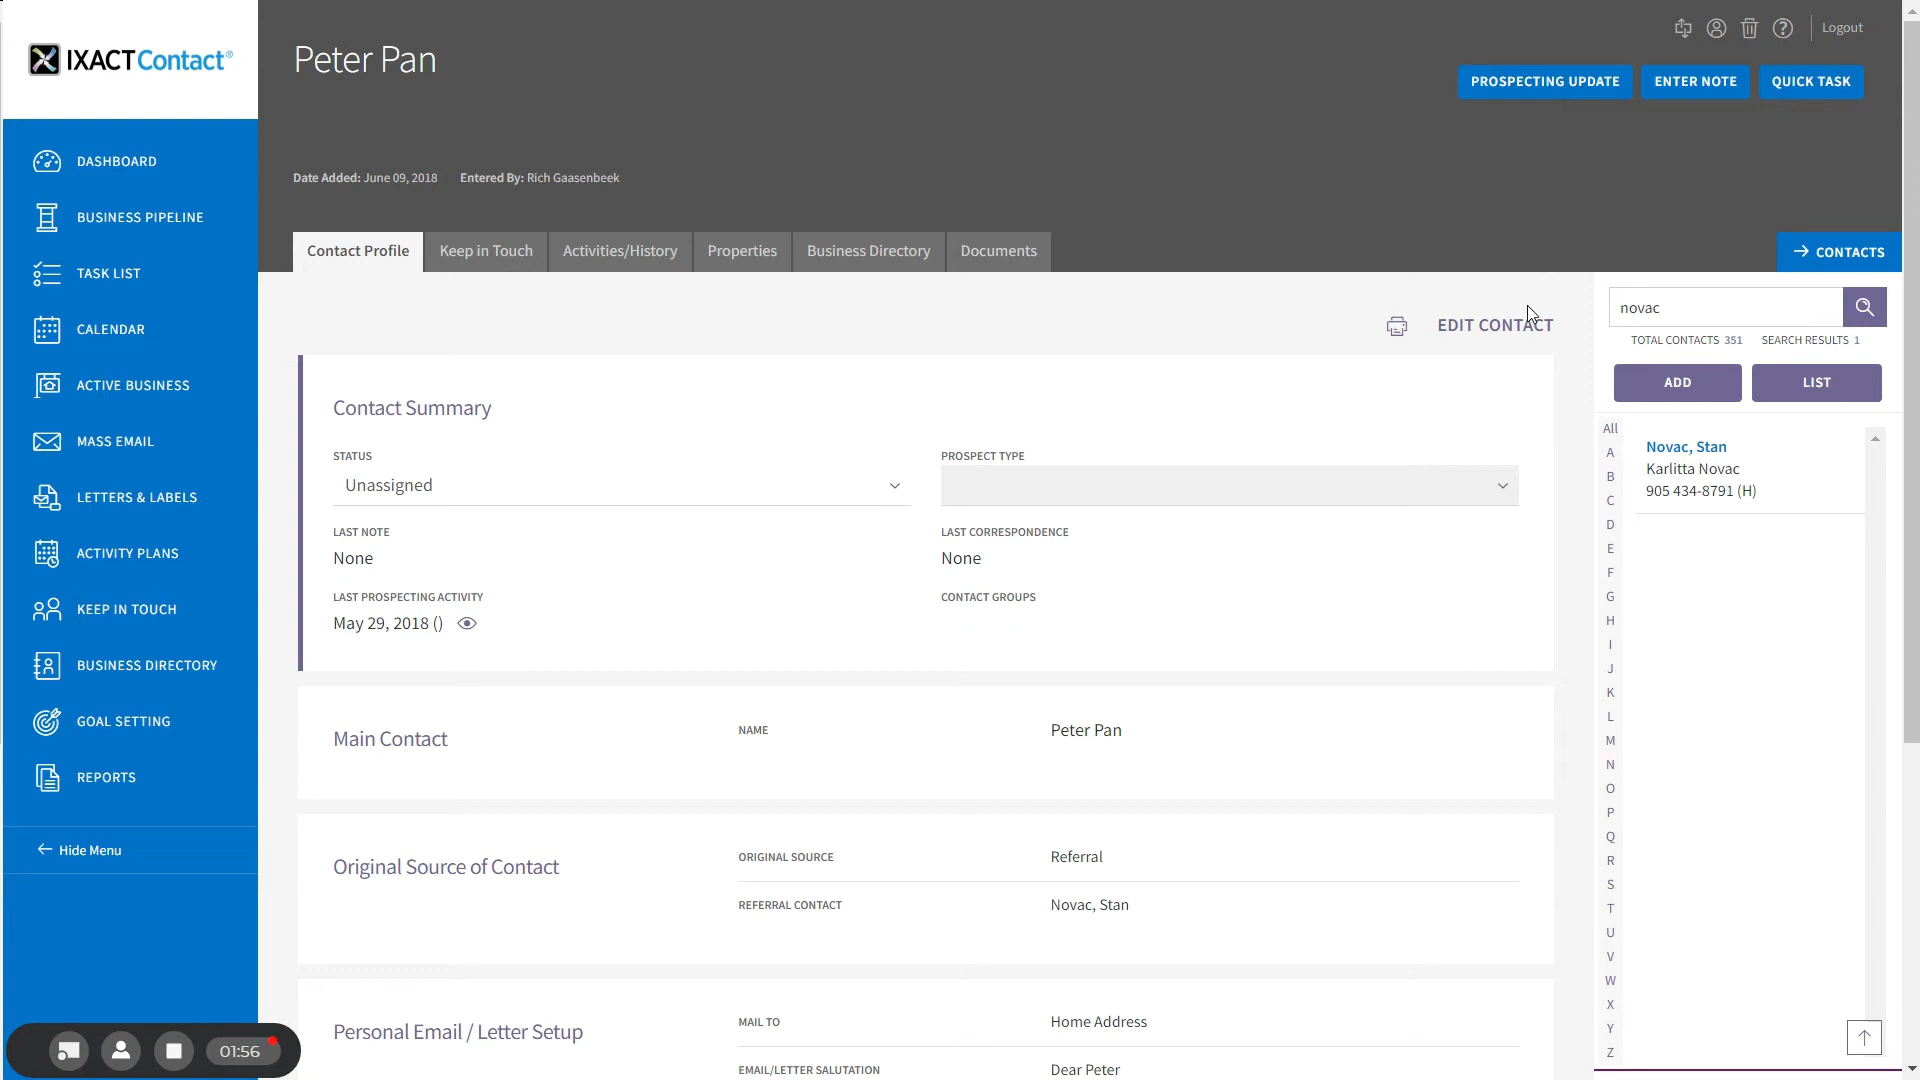 IXACTContact®
Peter Pan
Logout
PROSPECTING UPDATE
ENTER NOTE
QUICK TASK
Date Added: June 09, 2018
Entered By: Rich Gaasenbeek
DASHBOARD
BUSINESS PIPELINE
TASK LIST
CALENDAR
ACTIVE BUSINESS
MASS EMAIL
LETTERS & LABELS
ACTIVITY PLANS
KEEP IN TOUCH
BUSINESS DIRECTORY
GOAL SETTING
REPORTS
Hide Menu
01:56
Contact Profile
Keep in Touch
Activities/History
Properties
Business Directory
Documents
CONTACTS
EDIT CONTACT
Contact Summary
STATUS
Unassigned
PROSPECT TYPE
LAST NOTE
None
LAST CORRESPONDENCE
None
LAST PROSPECTING ACTIVITY
May 29, 2018 ()
CONTACT GROUPS
Main Contact
NAME
Peter Pan
Original Source of Contact
ORIGINAL SOURCE
Referral
REFERRAL CONTACT
Novac, Stan
Personal Email / Letter Setup
MAIL TO
Home Address
EMAIL/LETTER SALUTATION
Dear Peter
novac
TOTAL CONTACTS 351
SEARCH RESULTS 1
ADD
LIST
All
A
B
C
D
E
F
G
H
I
J
K
L
M
N
O
P
Q
R
S
T
U
V
W
X
Y
Z
Novac, Stan
Karlitta Novac
905 434-8791 (H)